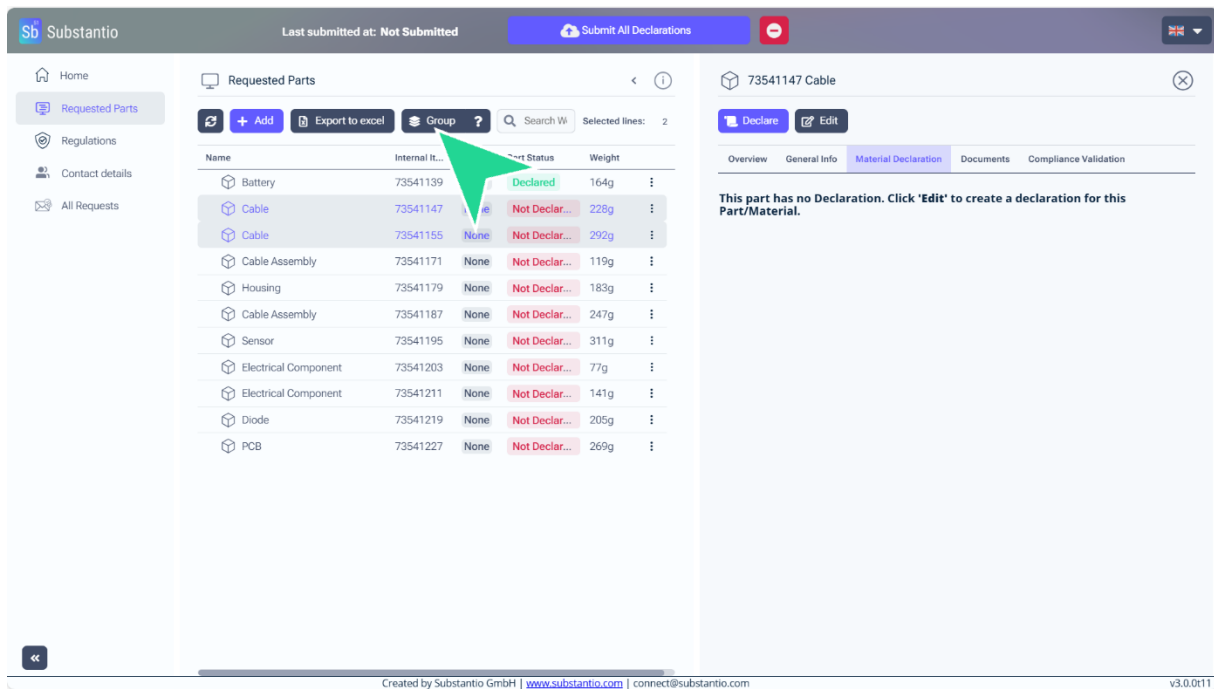 Sb Substantio
Last submitted at: Not Submitted
Submit All Declarations
Home
Requested Parts
Regulations
Contact details
All Requests
Requested Parts
Add
Export to excel
Group ?
Search
Selected lines: 2
Name Internal It... Part Status Weight
Battery 73541139 Declared 164g
Cable 73541147 Not Declar... 228g
Cable 73541155 None Not Declar... 292g
Cable Assembly 73541171 None Not Declar... 119g
Housing 73541179 None Not Declar... 183g
Cable Assembly 73541187 None Not Declar... 247g
Sensor 73541195 None Not Declar... 311g
Electrical Component 73541203 None Not Declar... 77g
Electrical Component 73541211 None Not Declar... 141g
Diode 73541219 None Not Declar... 205g
PCB 73541227 None Not Declar... 269g
73541147 Cable
Declare
Edit
Overview General Info Material Declaration Documents Compliance Validation
This part has no Declaration. Click 'Edit' to create a declaration for this
Part/Material.
Created by Substantio GmbH | www.substantio.com | connect@substantio.com
v3.0.0t11